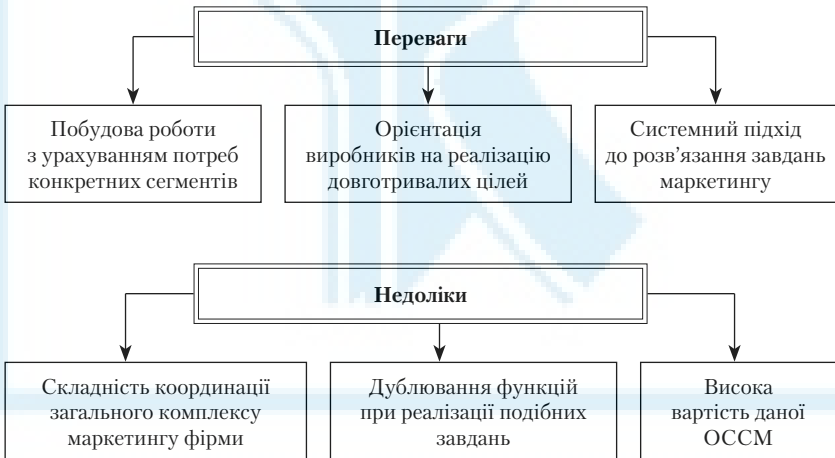 Переваги
Побудова роботи
з урахуванням потреб
конкретних сегментів
Орієнтація
виробників на реалізацію
довготривалих цілей
Системний підхід
до розв'язання завдань
маркетингу
Недоліки
Складність координації
загального комплексу
маркетингу фірми
Дублювання функцій
при реалізації подібних
завдань
Висока
вартість даної
ОССМ